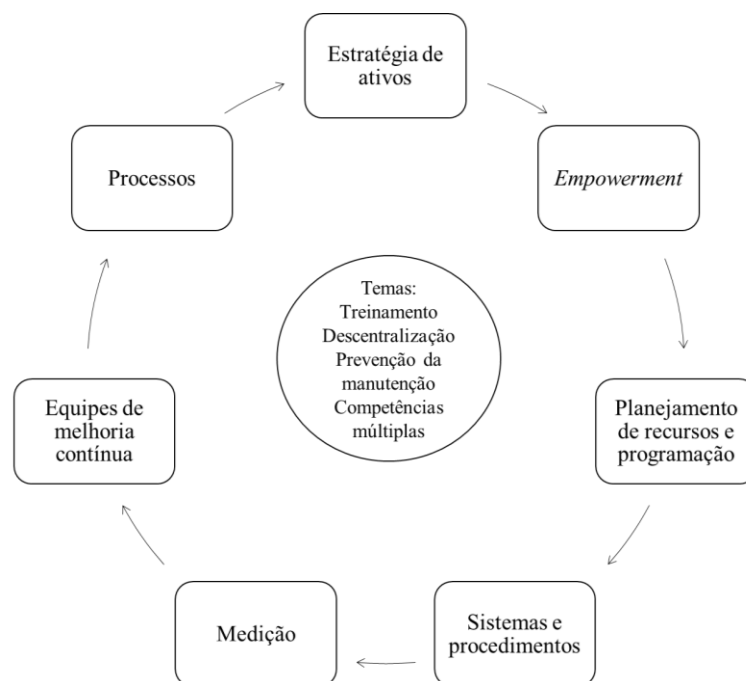 Estratégia de
ativos
Empowerment
Planejamento
de recursos e
programação
Sistemas e
procedimentos
Medição
Equipes de
melhoria
contínua
Processos
Temas:
Treinamento
Descentralização
Prevenção da
manutenção
Competências
múltiplas